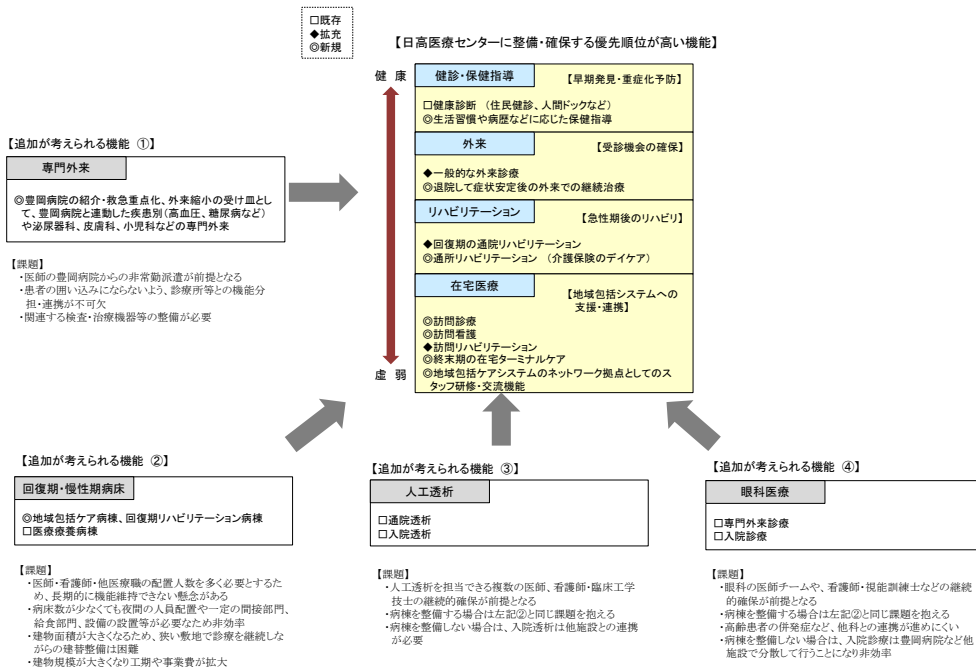 □既存
◆拡充
◎新規
【日高医療センターに整備・確保する優先順位が高い機能】
健 康
健診・保健指導
【早期発見・重症化予防】
□健康診断 （住民健診、人間ドックなど）
◎生活習慣や病歴などに応じた保健指導
外来
【受診機会の確保】
◆一般的な外来診療
◎退院して症状安定後の外来での継続治療
リハビリテーション
【急性期後のリハビリ】
◆回復期の通院リハビリテーション
◎通所リハビリテーション （介護保険のデイケア）
在宅医療
【地域包括システムへの
支援・連携】
◎訪問診療
◎訪問看護
◆訪問リハビリテーション
◎終末期の在宅ターミナルケア
◎地域包括ケアシステムのネットワーク拠点としてのス
タッフ研修・交流機能
虚 弱
【追加が考えられる機能 ①】
専門外来
◎豊岡病院の紹介・救急重点化、外来縮小の受け皿とし
て、豊岡病院と連動した疾患別（高血圧、糖尿病など）
や泌尿器科、皮膚科、小児科などの専門外来
【課題】
・医師の豊岡病院からの非常勤派遣が前提となる
・患者の囲い込みにならないよう、診療所等との機能分
担・連携が不可欠
・関連する検査・治療機器等の整備が必要
【追加が考えられる機能 ②】
回復期・慢性期病床
◎地域包括ケア病棟、回復期リハビリテーション病棟
□医療療養病棟
【課題】
・医師・看護師・他医療職の配置人数を多く必要とするた
め、長期的に機能維持できない懸念がある
・病床数が少なくても夜間の人員配置や一定の間接部門、
給食部門、設備の設置等が必要なため非効率
・建物面積が大きくなるため、狭い敷地で診療を継続しな
がらの建替整備は困難
・建物規模が大きくなり工期や事業費が拡大
【追加が考えられる機能 ③】
人工透析
□通院透析
□入院透析
【課題】
・人工透析を担当できる複数の医師、看護師・臨床工学
技士の継続的確保が前提となる
・病棟を整備する場合は左記②と同じ課題を抱える
・病棟を整備しない場合は、入院透析は他施設との連携
が必要
【追加が考えられる機能 ④】
眼科医療
□専門外来診療
□入院診療
【課題】
・眼科の医師チームや、看護師・視能訓練士などの継続
的確保が前提となる
・病棟を整備する場合は左記②と同じ課題を抱える
・高齢患者の併発症など、他科との連携が進めにくい
・病棟を整備しない場合は、入院診療は豊岡病院など他
施設で分散して行うことになり非効率